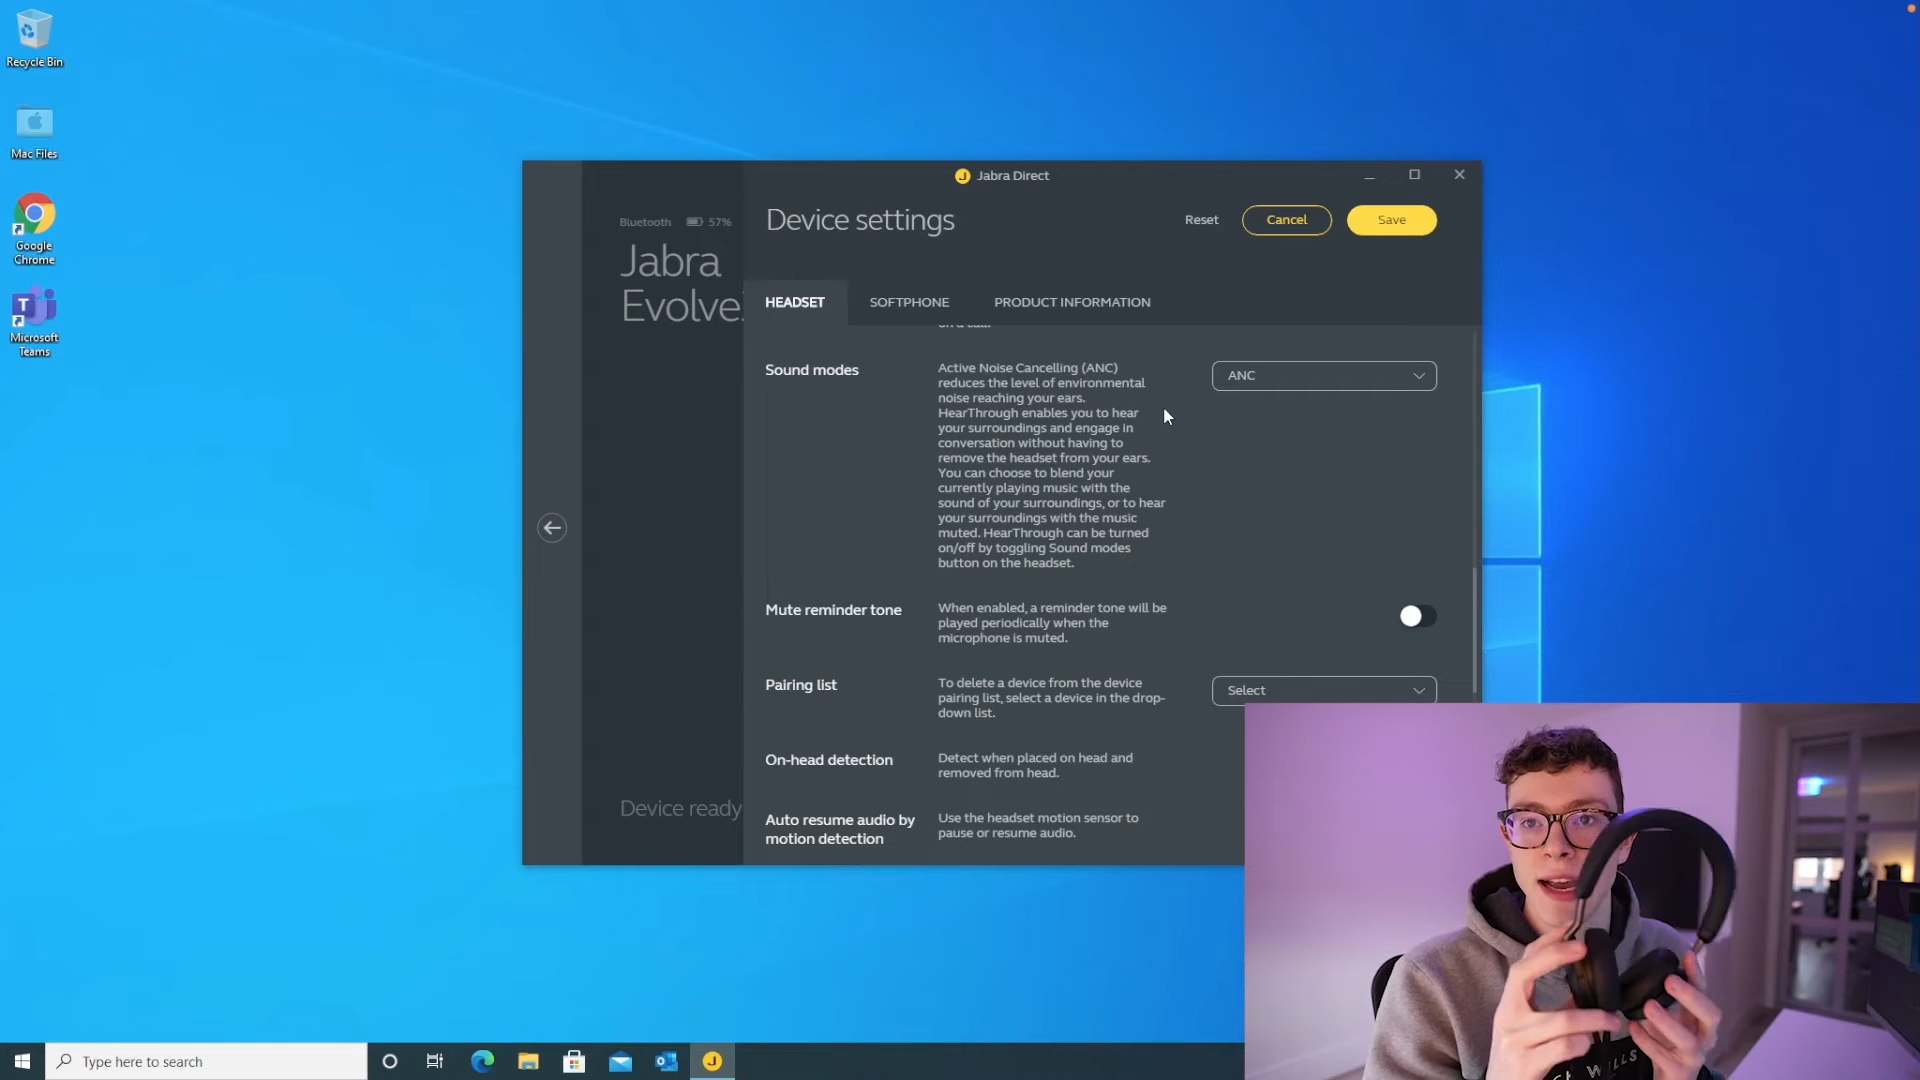 Recycle Bin
Mac Files
Google
Chrome
Microsoft
Teams
Jabra Direct
Bluetooth 57%
Jabra
Evolve
Device ready
Device settings
Reset
Cancel
Save
HEADSET
SOFTPHONE
PRODUCT INFORMATION
on a call.
Sound modes
Active Noise Cancelling (ANC)
reduces the level of environmental
noise reaching your ears.
HearThrough enables you to hear
your surroundings and engage in
conversation without having to
remove the headset from your ears.
You can choose to blend your
currently playing music with the
sound of your surroundings, or to hear
your surroundings with the music
muted. HearThrough can be turned
on/off by toggling Sound modes
button on the headset.
ANC
Mute reminder tone
When enabled, a reminder tone will be
played periodically when the
microphone is muted.
Pairing list
To delete a device from the device
pairing list, select a device in the drop-
down list.
Select
On-head detection
Detect when placed on head and
removed from head.
Auto resume audio by
motion detection
Use the headset motion sensor to
pause or resume audio.
Type here to search